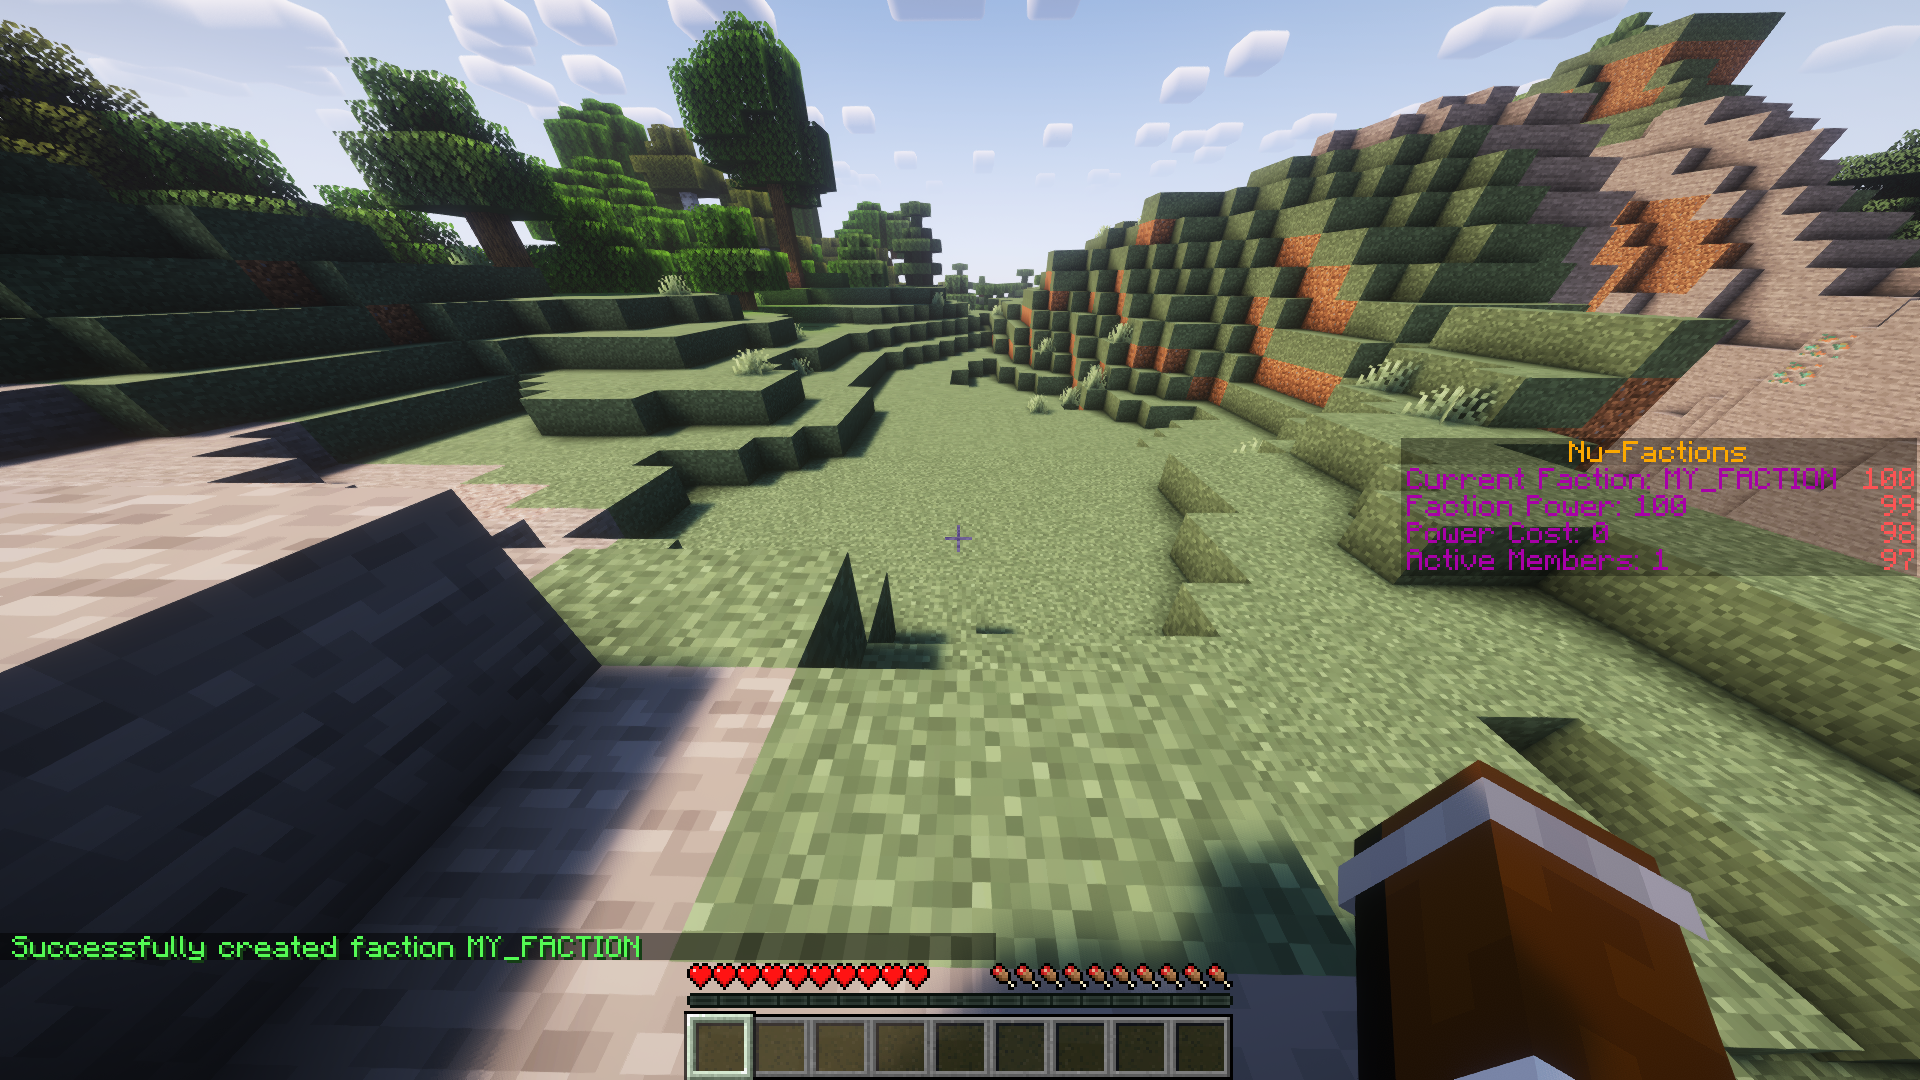 Nu-Factions
Current Faction: MY_FACTION 100
Faction Power: 100 99
Power Cost: 0 98
Active Members: 1 97
Successfully created faction MY_FACTION